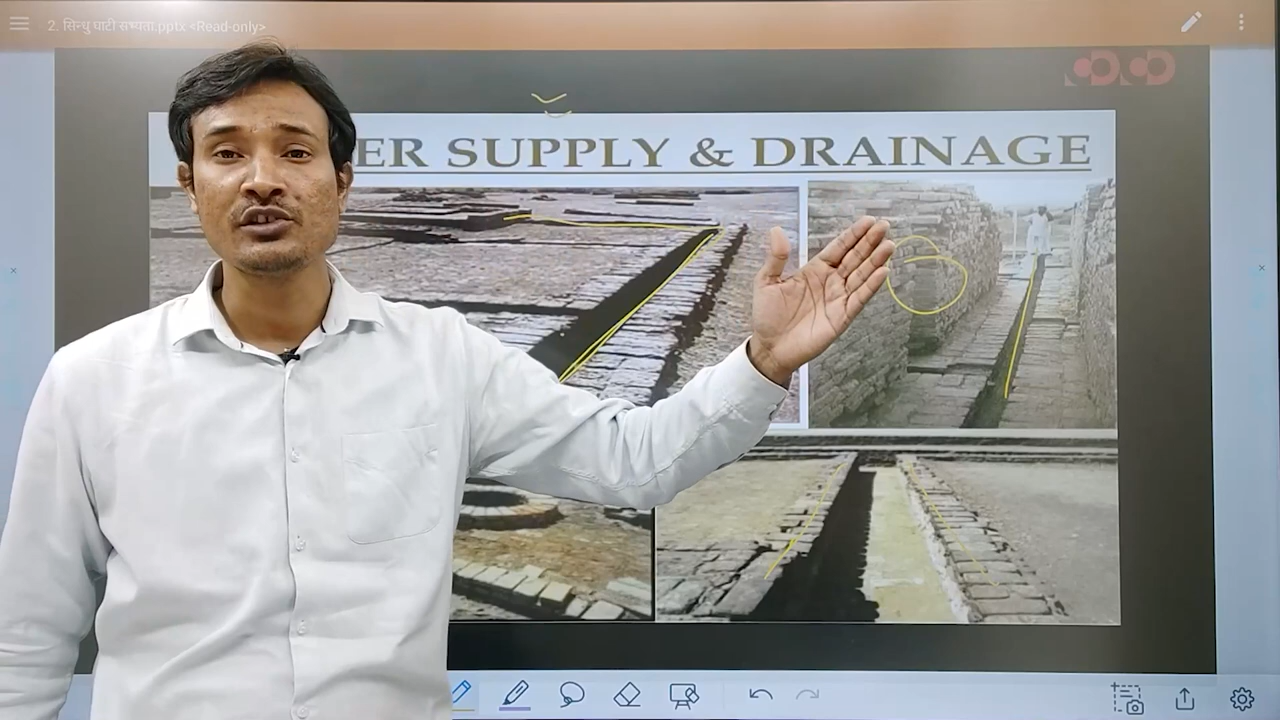 2. सिन्धु घाटी सभ्यता.pptx <Read-only>
ER SUPPLY & DRAINAGE